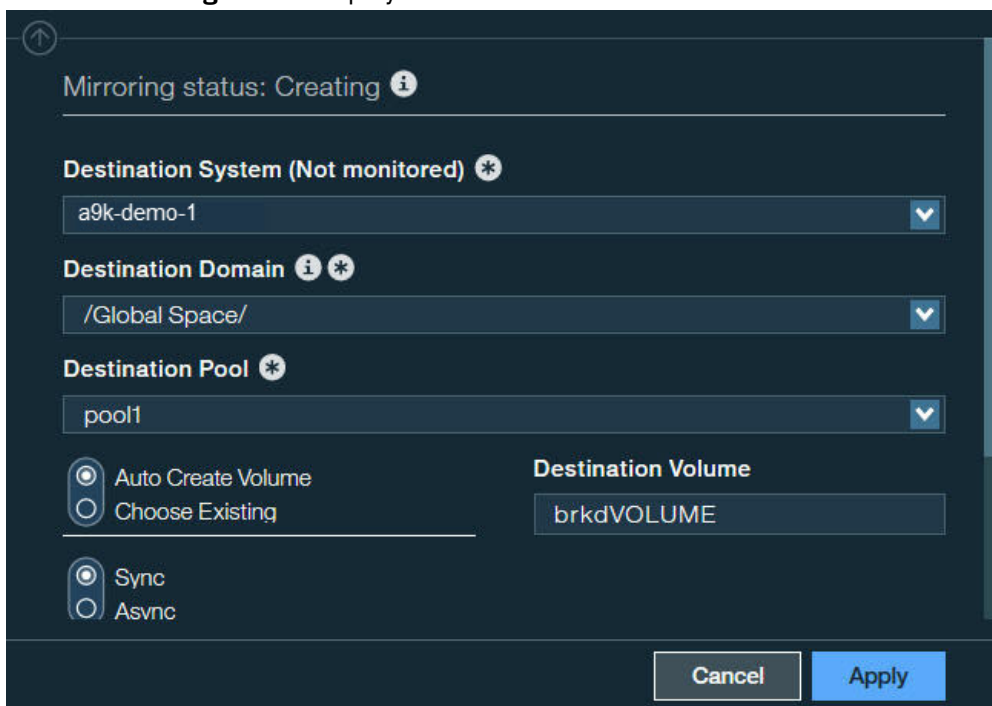 Mirroring status: Creating
Destination System (Not monitored)
a9k-demo-1
Destination Domain
/Global Space/
Destination Pool
pool1
Auto Create Volume
Choose Existing
Destination Volume
brkdVOLUME
Sync
Async
Cancel
Apply